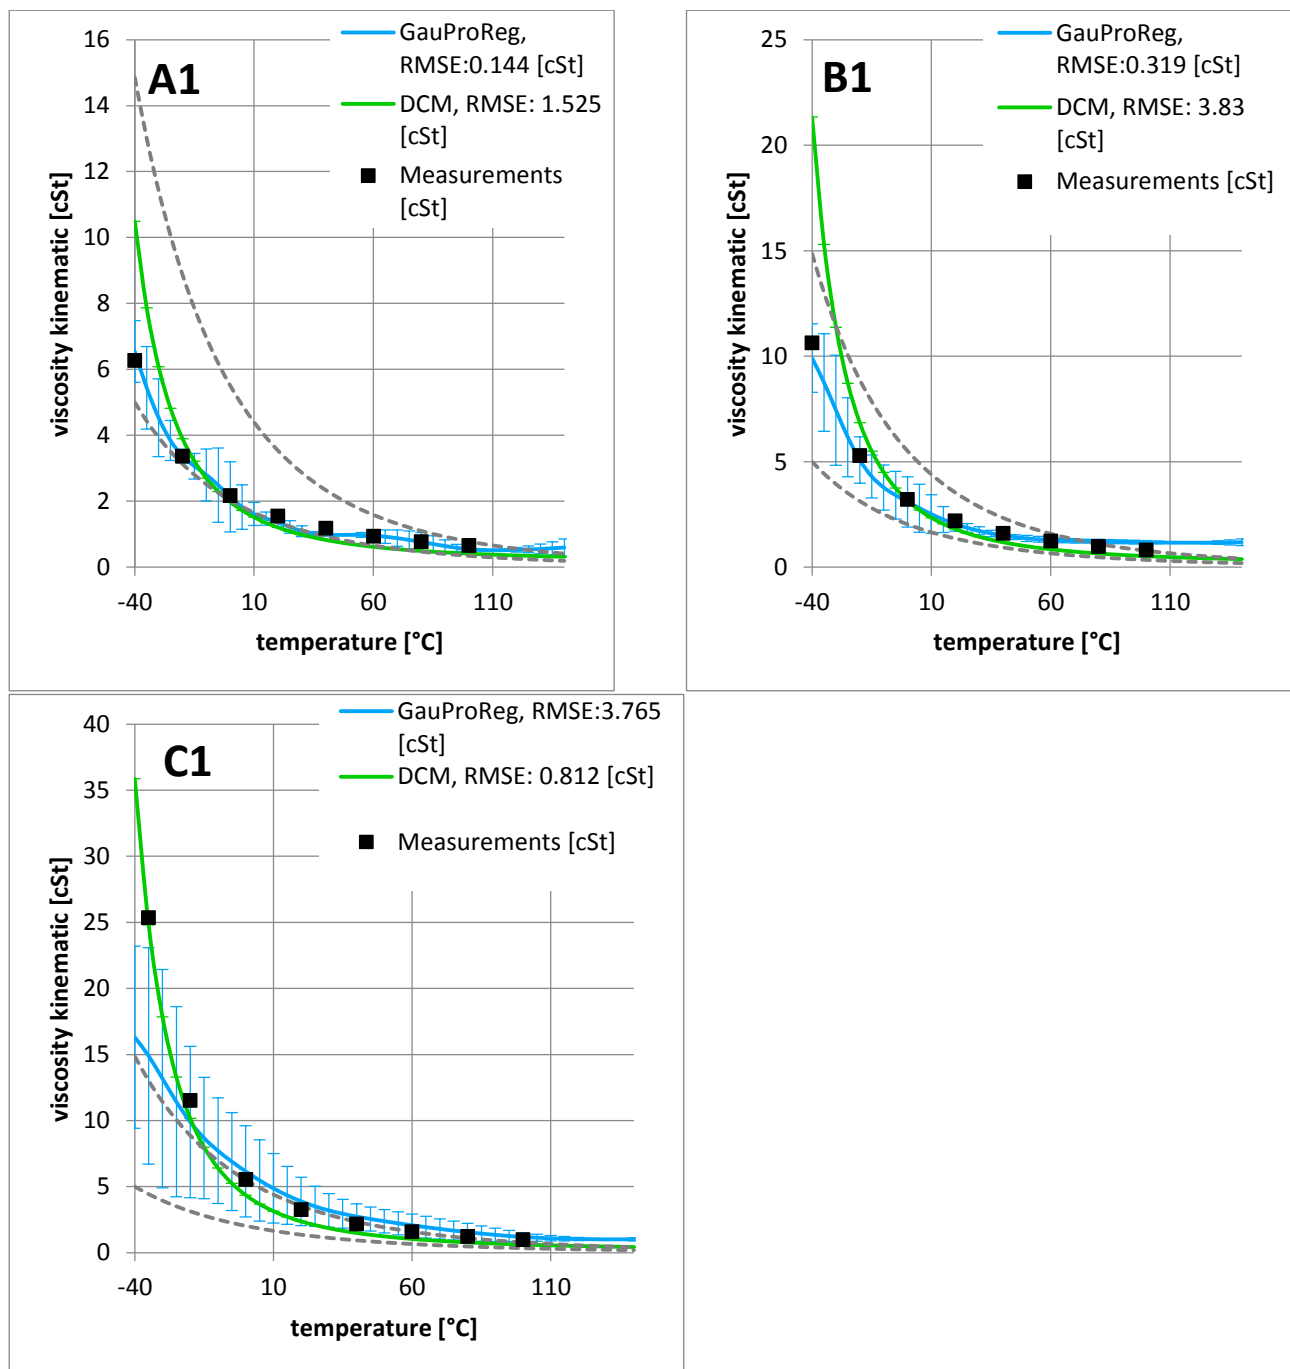 A1
GauProReg,
RMSE:0.144 [cSt]
DCM, RMSE: 1.525
[cSt]
Measurements
[cSt]
viscosity kinematic [cSt]
16
14
12
10
8
6
4
2
0
-40
10
60
110
temperature [°C]
B1
GauProReg,
RMSE:0.319 [cSt]
DCM, RMSE: 3.83
[cSt]
Measurements [cSt]
viscosity kinematic [cSt]
25
20
15
10
5
0
-40
10
60
110
temperature [°C]
C1
GauProReg, RMSE:3.765
[cSt]
DCM, RMSE: 0.812 [cSt]
Measurements [cSt]
viscosity kinematic [cSt]
40
35
30
25
20
15
10
5
0
-40
10
60
110
temperature [°C]